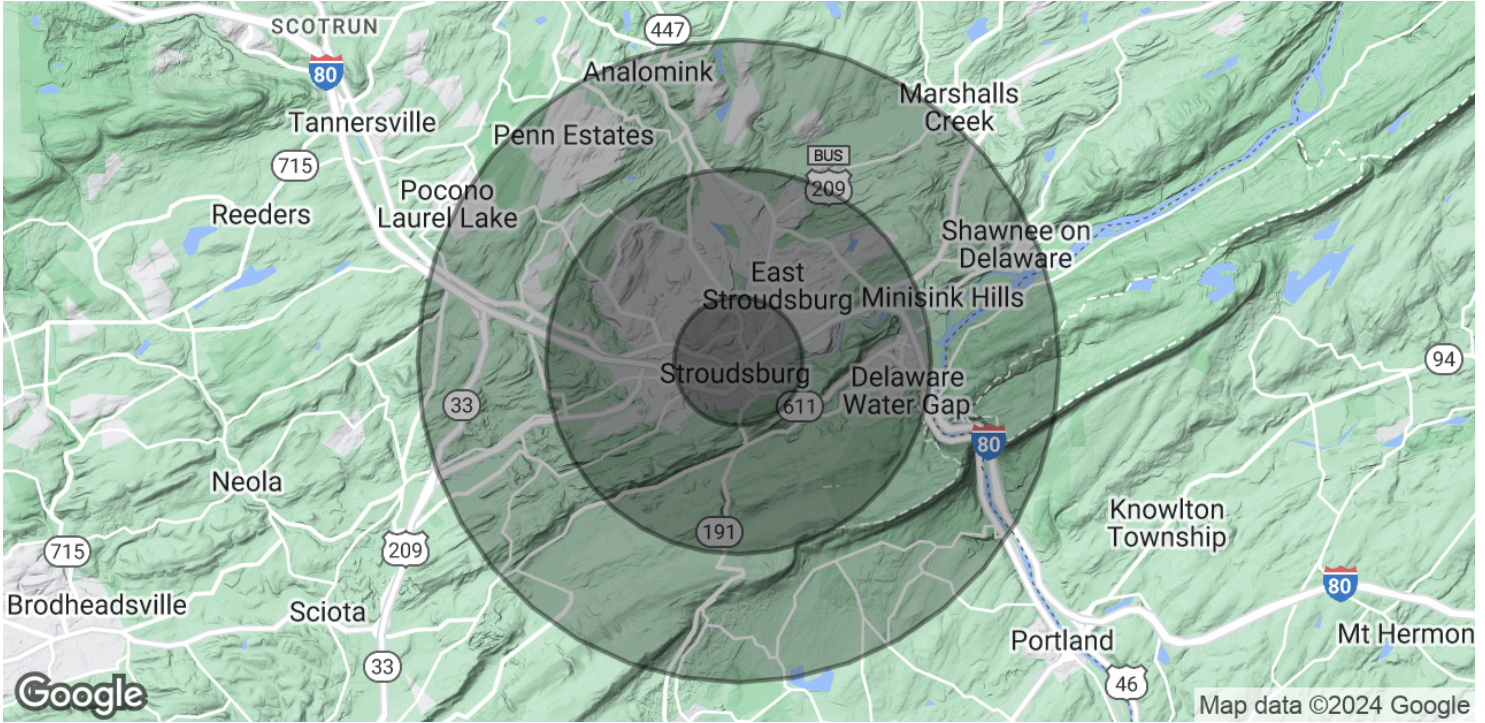 SCOTRUN
447
80
Analomink
Marshalls
Creek
Tannersville
Penn Estates
715
BUS
209
Pocono
Laurel Lake
Reeders
Shawnee on
Delaware
East
Stroudsburg
Minisink Hills
94
Stroudsburg
Delaware
Water Gap
33
611
80
Neola
Knowlton
Township
191
715
209
80
Brodheadsville
Sciota
Portland
Mt Hermon
33
46
Google
Map data ©2024 Google